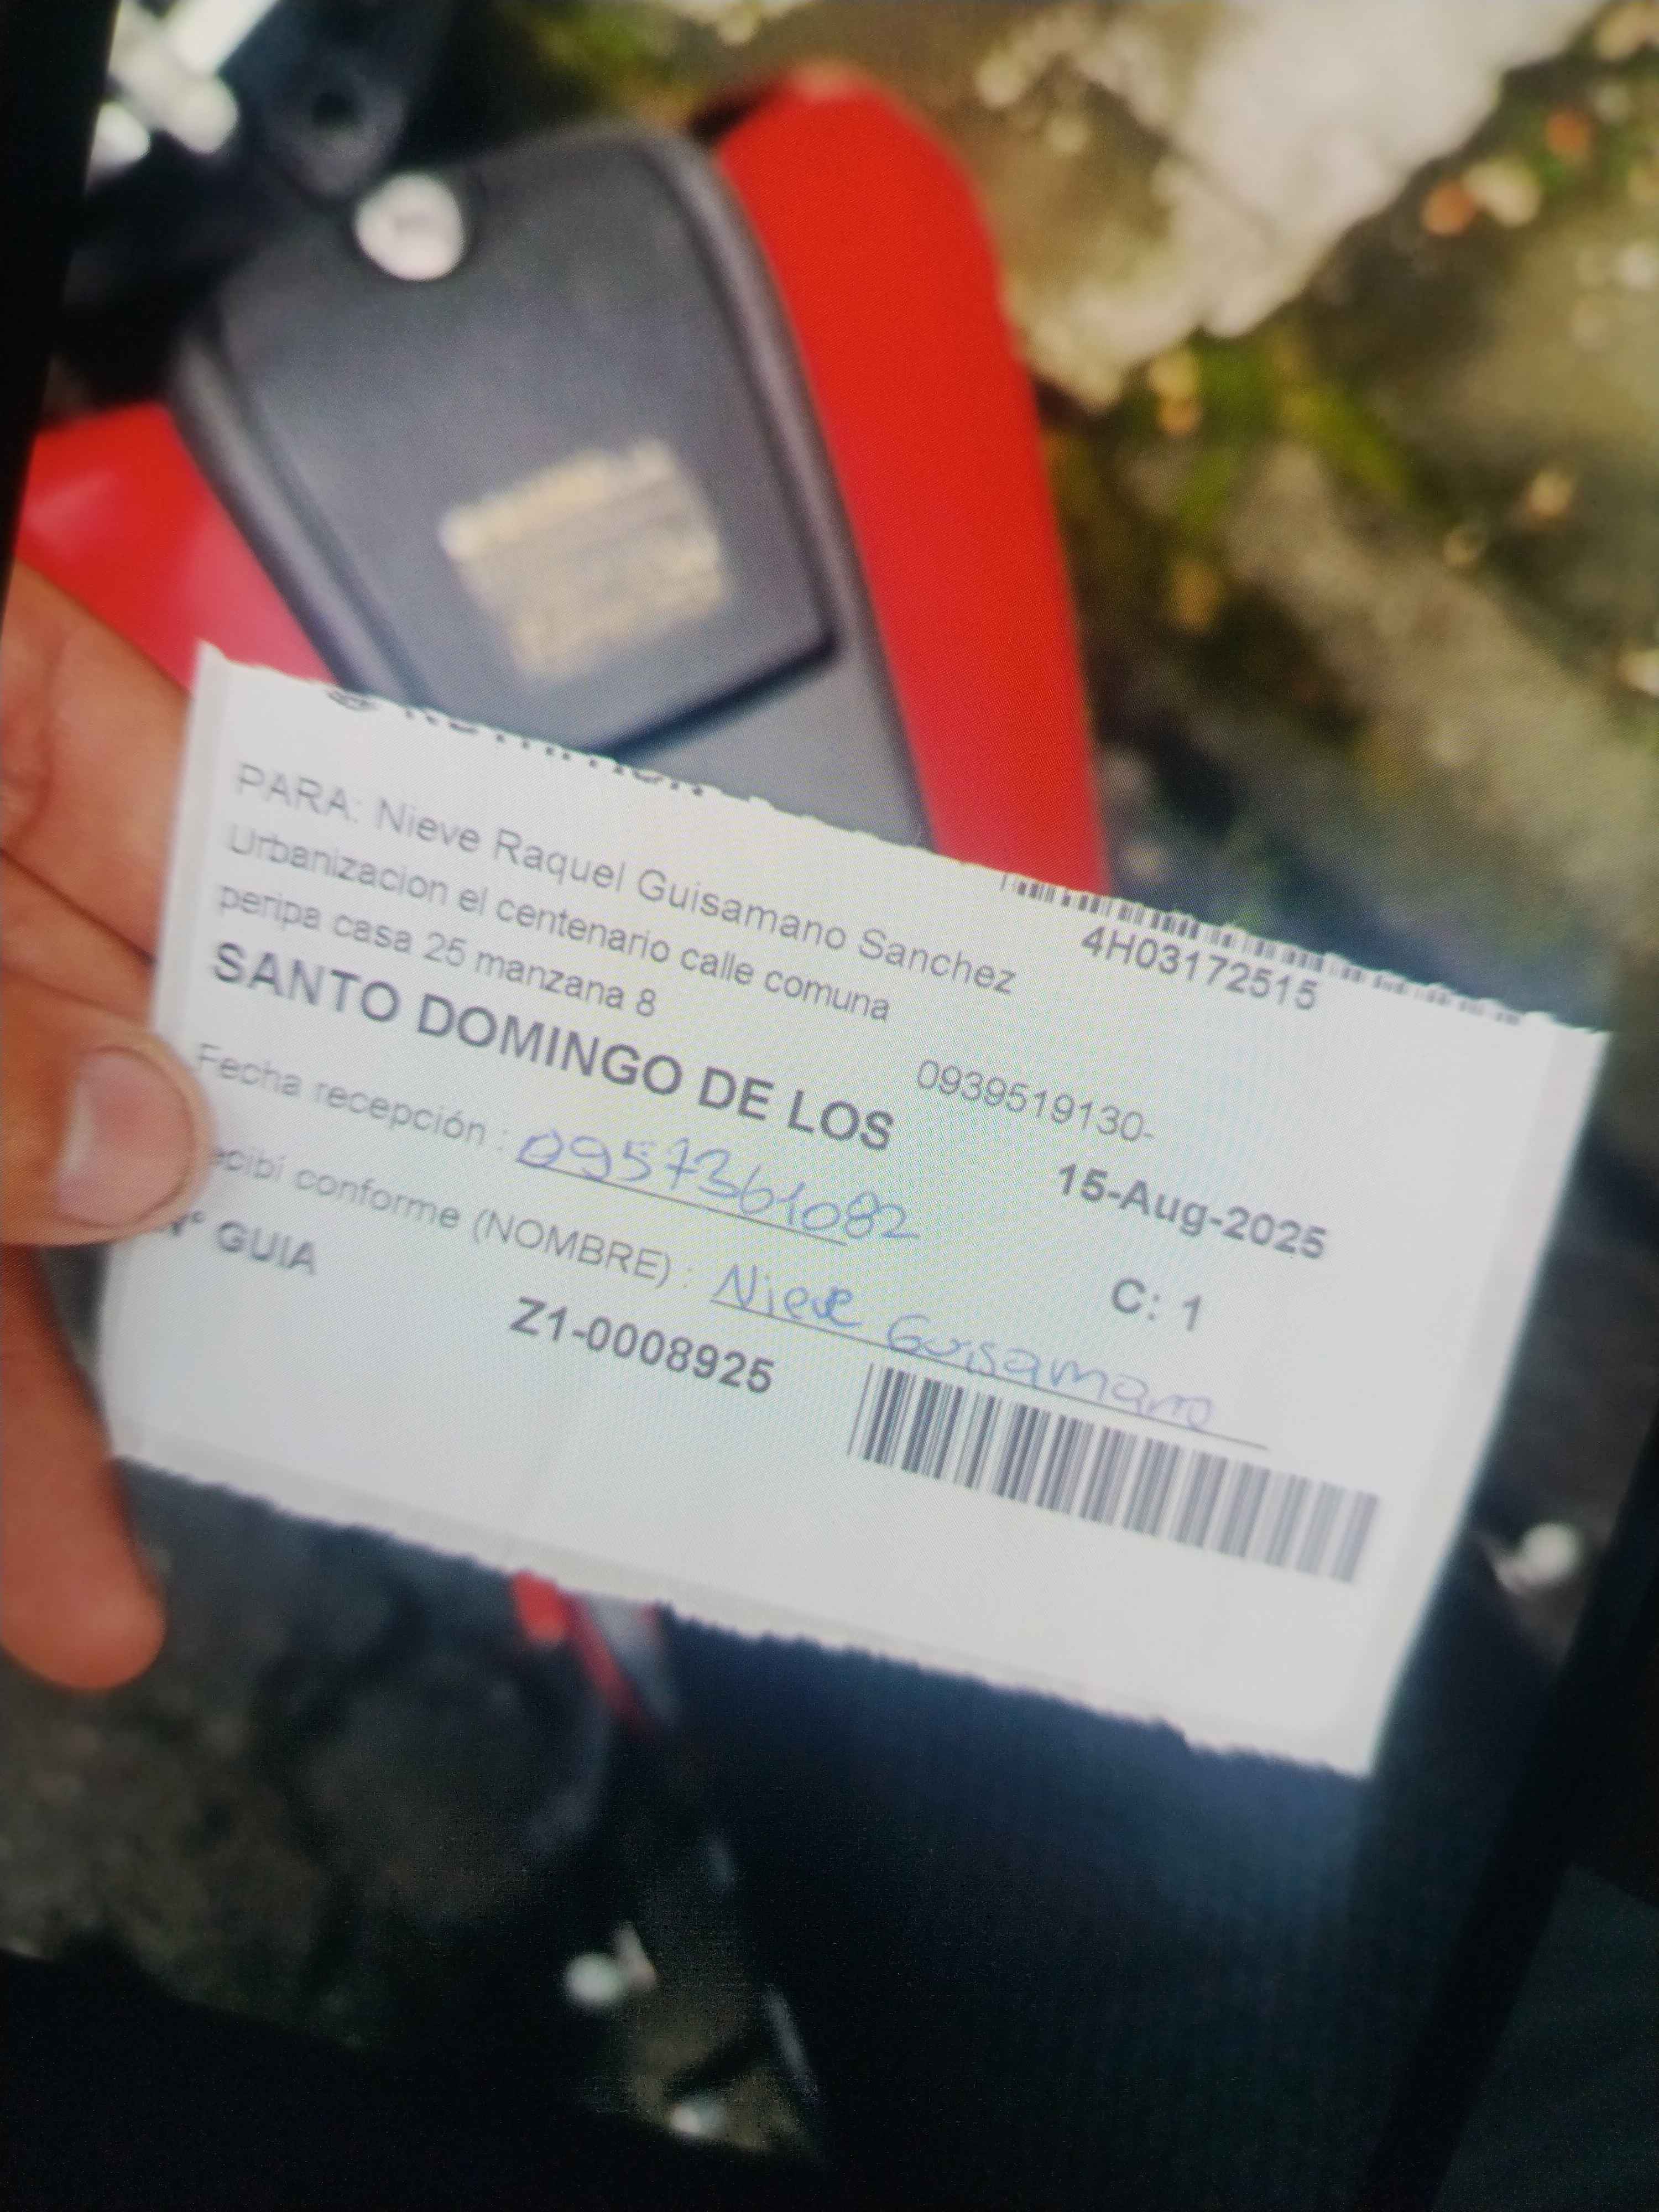 PARA: Nieve Raquel Guisamano Sanchez
4H03172515
Urbanizacion el centenario calle comuna
peripa casa 25 manzana 8
0939519130-
SANTO DOMINGO DE LOS
15-Aug-2025
Fecha recepción : 0957361082
C: 1
ecibí conforme (NOMBRE) : Nieve Guisamano
N° GUIA
Z1-0008925